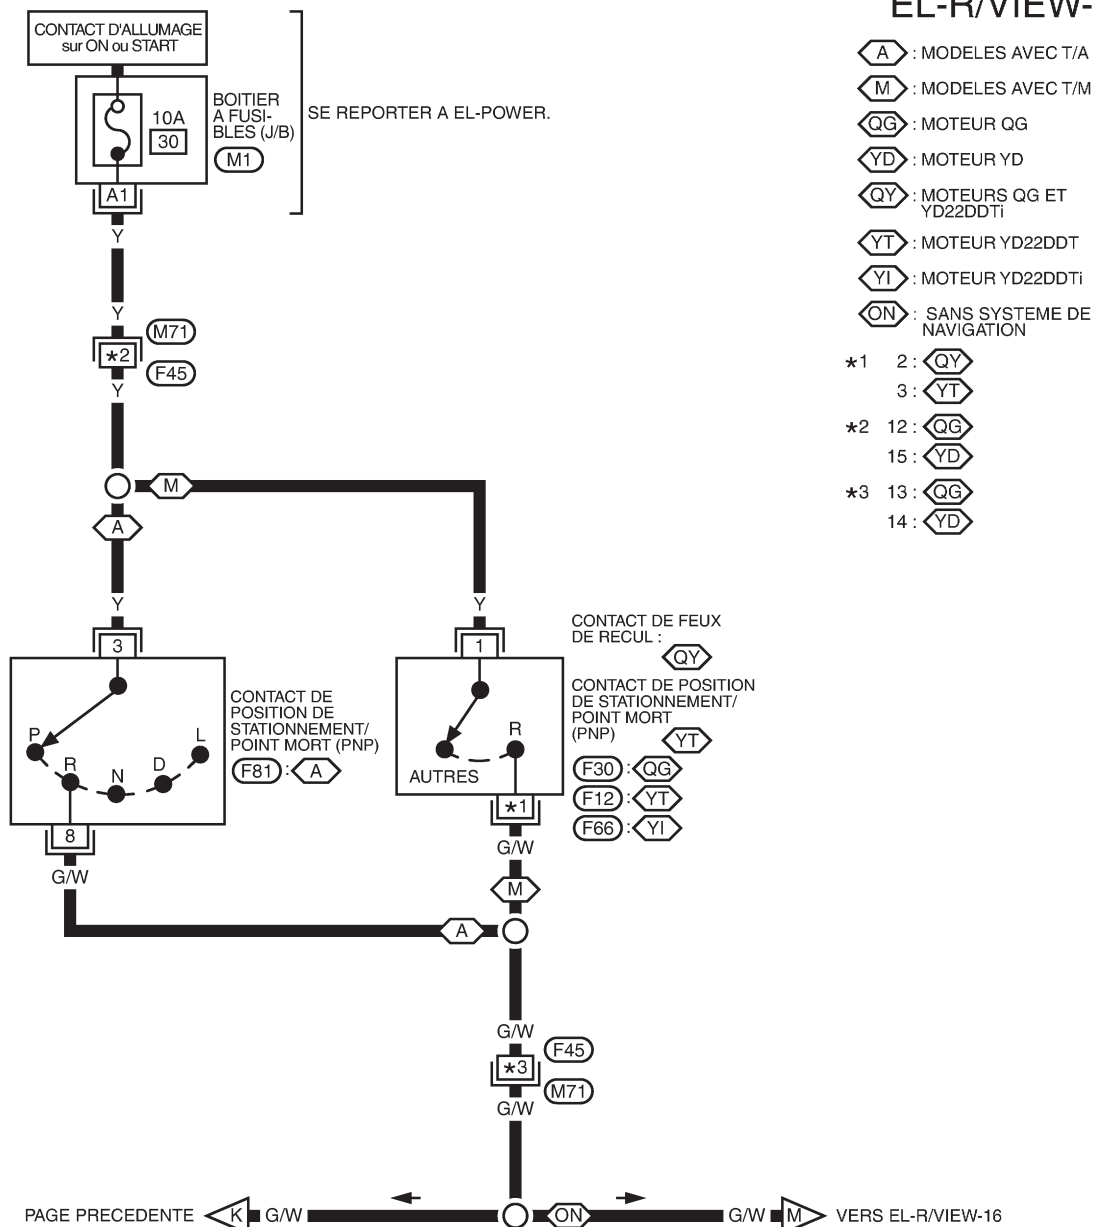 EL-R/VIEW-
CONTACT D'ALLUMAGE
sur ON ou START
10A
30
BOITIER
A FUSI-
BLES (J/B)
M1
SE REPORTER A EL-POWER.
A1
Y
Y
M71
★2
F45
Y
M
A
Y
Y
3
1
P
R
N
D
L
CONTACT DE
POSITION DE
STATIONNEMENT/
POINT MORT (PNP)
F81 : A
8
G/W
AUTRES
R
★1
G/W
CONTACT DE FEUX
DE RECUL :
QY
CONTACT DE POSITION
DE STATIONNEMENT/
POINT MORT
(PNP)
YT
F30 : QG
F12 : YT
F66 : YI
M
A
G/W
F45
★3
M71
G/W
PAGE PRECEDENTE K G/W ON G/W M VERS EL-R/VIEW-16
A : MODELES AVEC T/A
M : MODELES AVEC T/M
QG : MOTEUR QG
YD : MOTEUR YD
QY : MOTEURS QG ET
YD22DDTi
YT : MOTEUR YD22DDT
YI : MOTEUR YD22DDTi
ON : SANS SYSTEME DE
NAVIGATION
★1 2 : QY
3 : YT
★2 12 : QG
15 : YD
★3 13 : QG
14 : YD